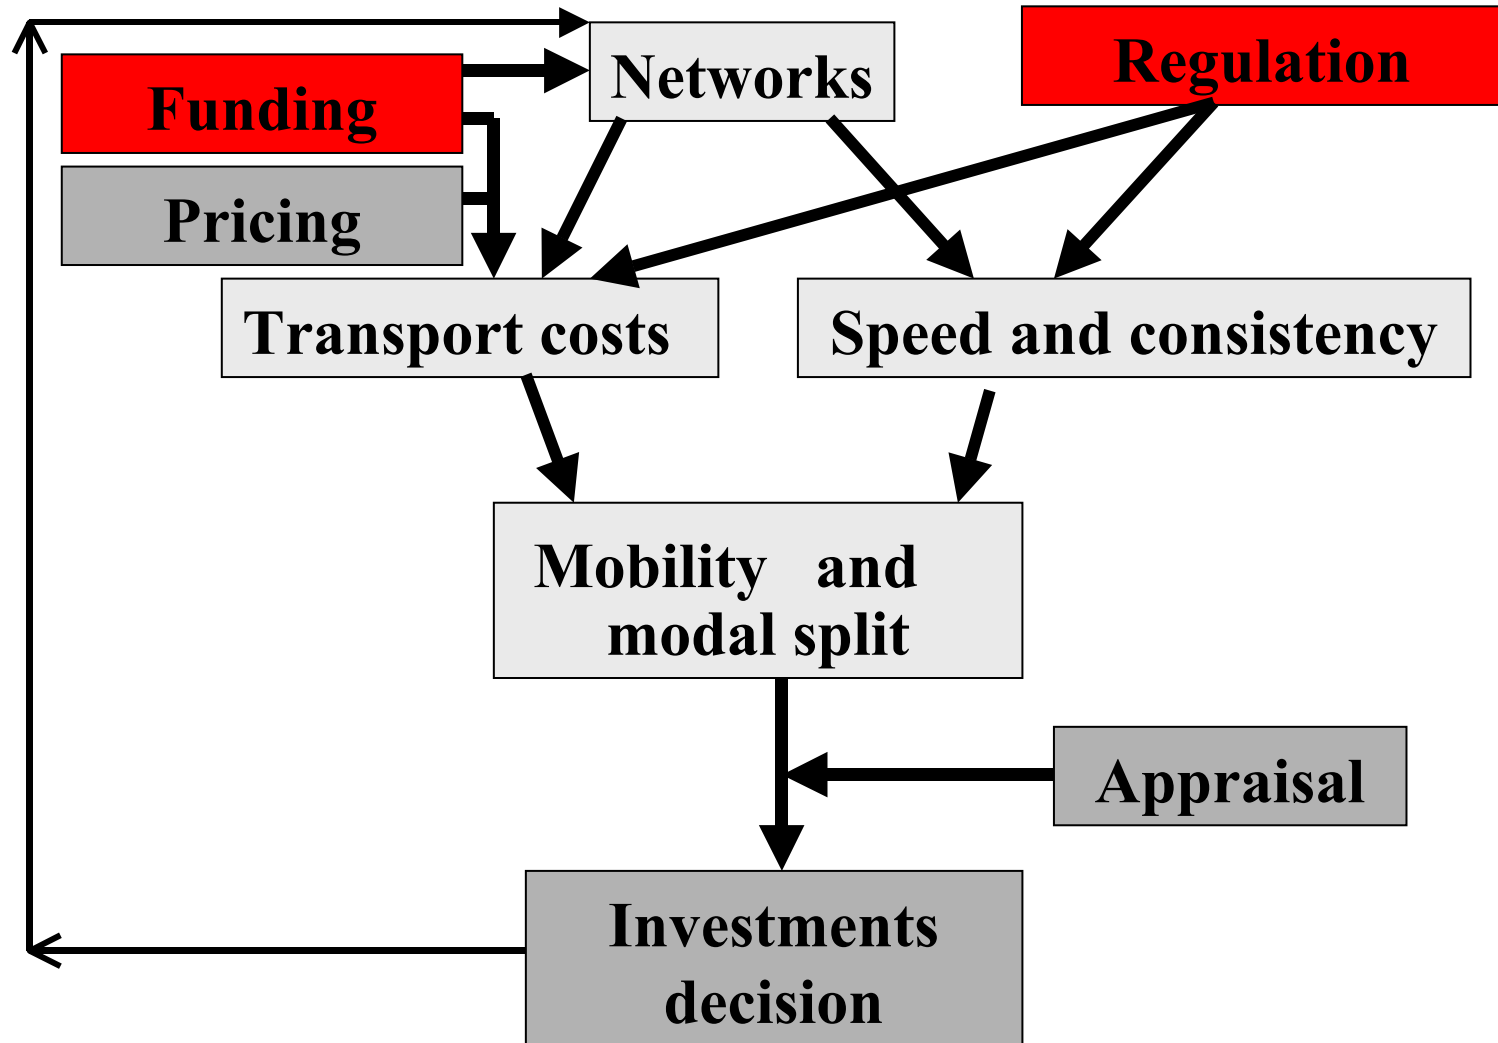 Networks
Regulation
Funding
Pricing
Transport costs
Speed and consistency
Mobility and
modal split
Appraisal
Investments
decision